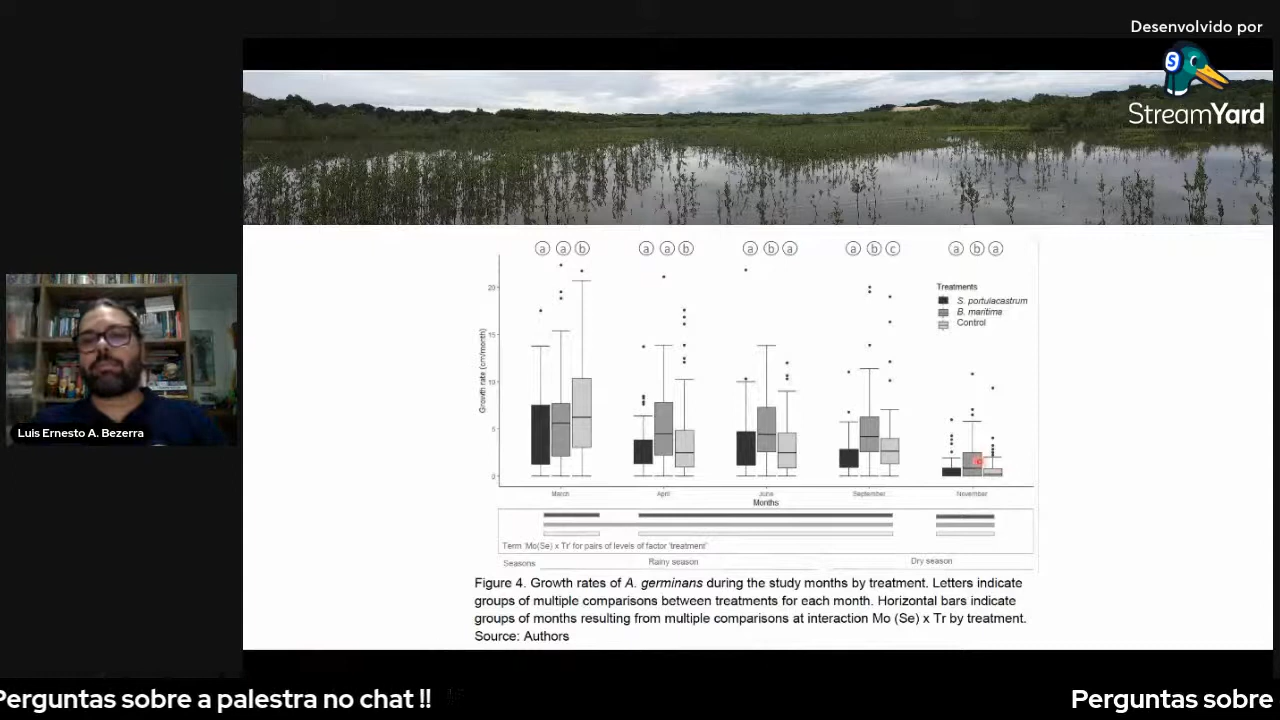 Desenvolvido por
S
StreamYard
Luis Ernesto A. Bezerra
a a b a a b a b a a b c a b a
Treatments
S. portulacastrum
B. maritima
Control
Growth rate (cm/month)
20
15
10
5
0
March April June September November
Months
Term 'Mo(Se) x Tr' for pairs of levels of factor 'treatment'
Seasons Rainy season Dry season
Figure 4. Growth rates of A. germinans during the study months by treatment. Letters indicate
groups of multiple comparisons between treatments for each month. Horizontal bars indicate
groups of months resulting from multiple comparisons at interaction Mo (Se) x Tr by treatment.
Source: Authors
Perguntas sobre a palestra no chat !! Perguntas sobre